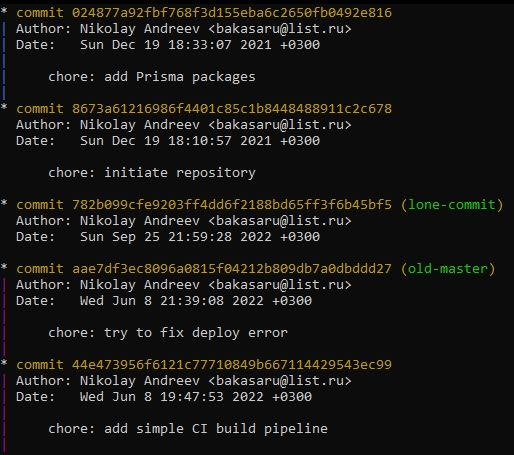 * commit 024877a92fbf768f3d155eba6c2650fb0492e816
| Author: Nikolay Andreev <bakasaru@list.ru>
| Date:   Sun Dec 19 18:33:07 2021 +0300
|
|     chore: add Prisma packages
|
* commit 8673a61216986f4401c85c1b8448488911c2c678
  Author: Nikolay Andreev <bakasaru@list.ru>
  Date:   Sun Dec 19 18:10:57 2021 +0300

      chore: initiate repository

* commit 782b099cfe9203ff4dd6f2188bd65ff3f6b45bf5 (lone-commit)
  Author: Nikolay Andreev <bakasaru@list.ru>
  Date:   Sun Sep 25 21:59:28 2022 +0300

* commit aae7df3ec8096a0815f04212b809db7a0dbddd27 (old-master)
| Author: Nikolay Andreev <bakasaru@list.ru>
| Date:   Wed Jun 8 21:39:08 2022 +0300
|
|     chore: try to fix deploy error
|
* commit 44e473956f6121c77710849b667114429543ec99
| Author: Nikolay Andreev <bakasaru@list.ru>
| Date:   Wed Jun 8 19:47:53 2022 +0300
|
|     chore: add simple CI build pipeline
|